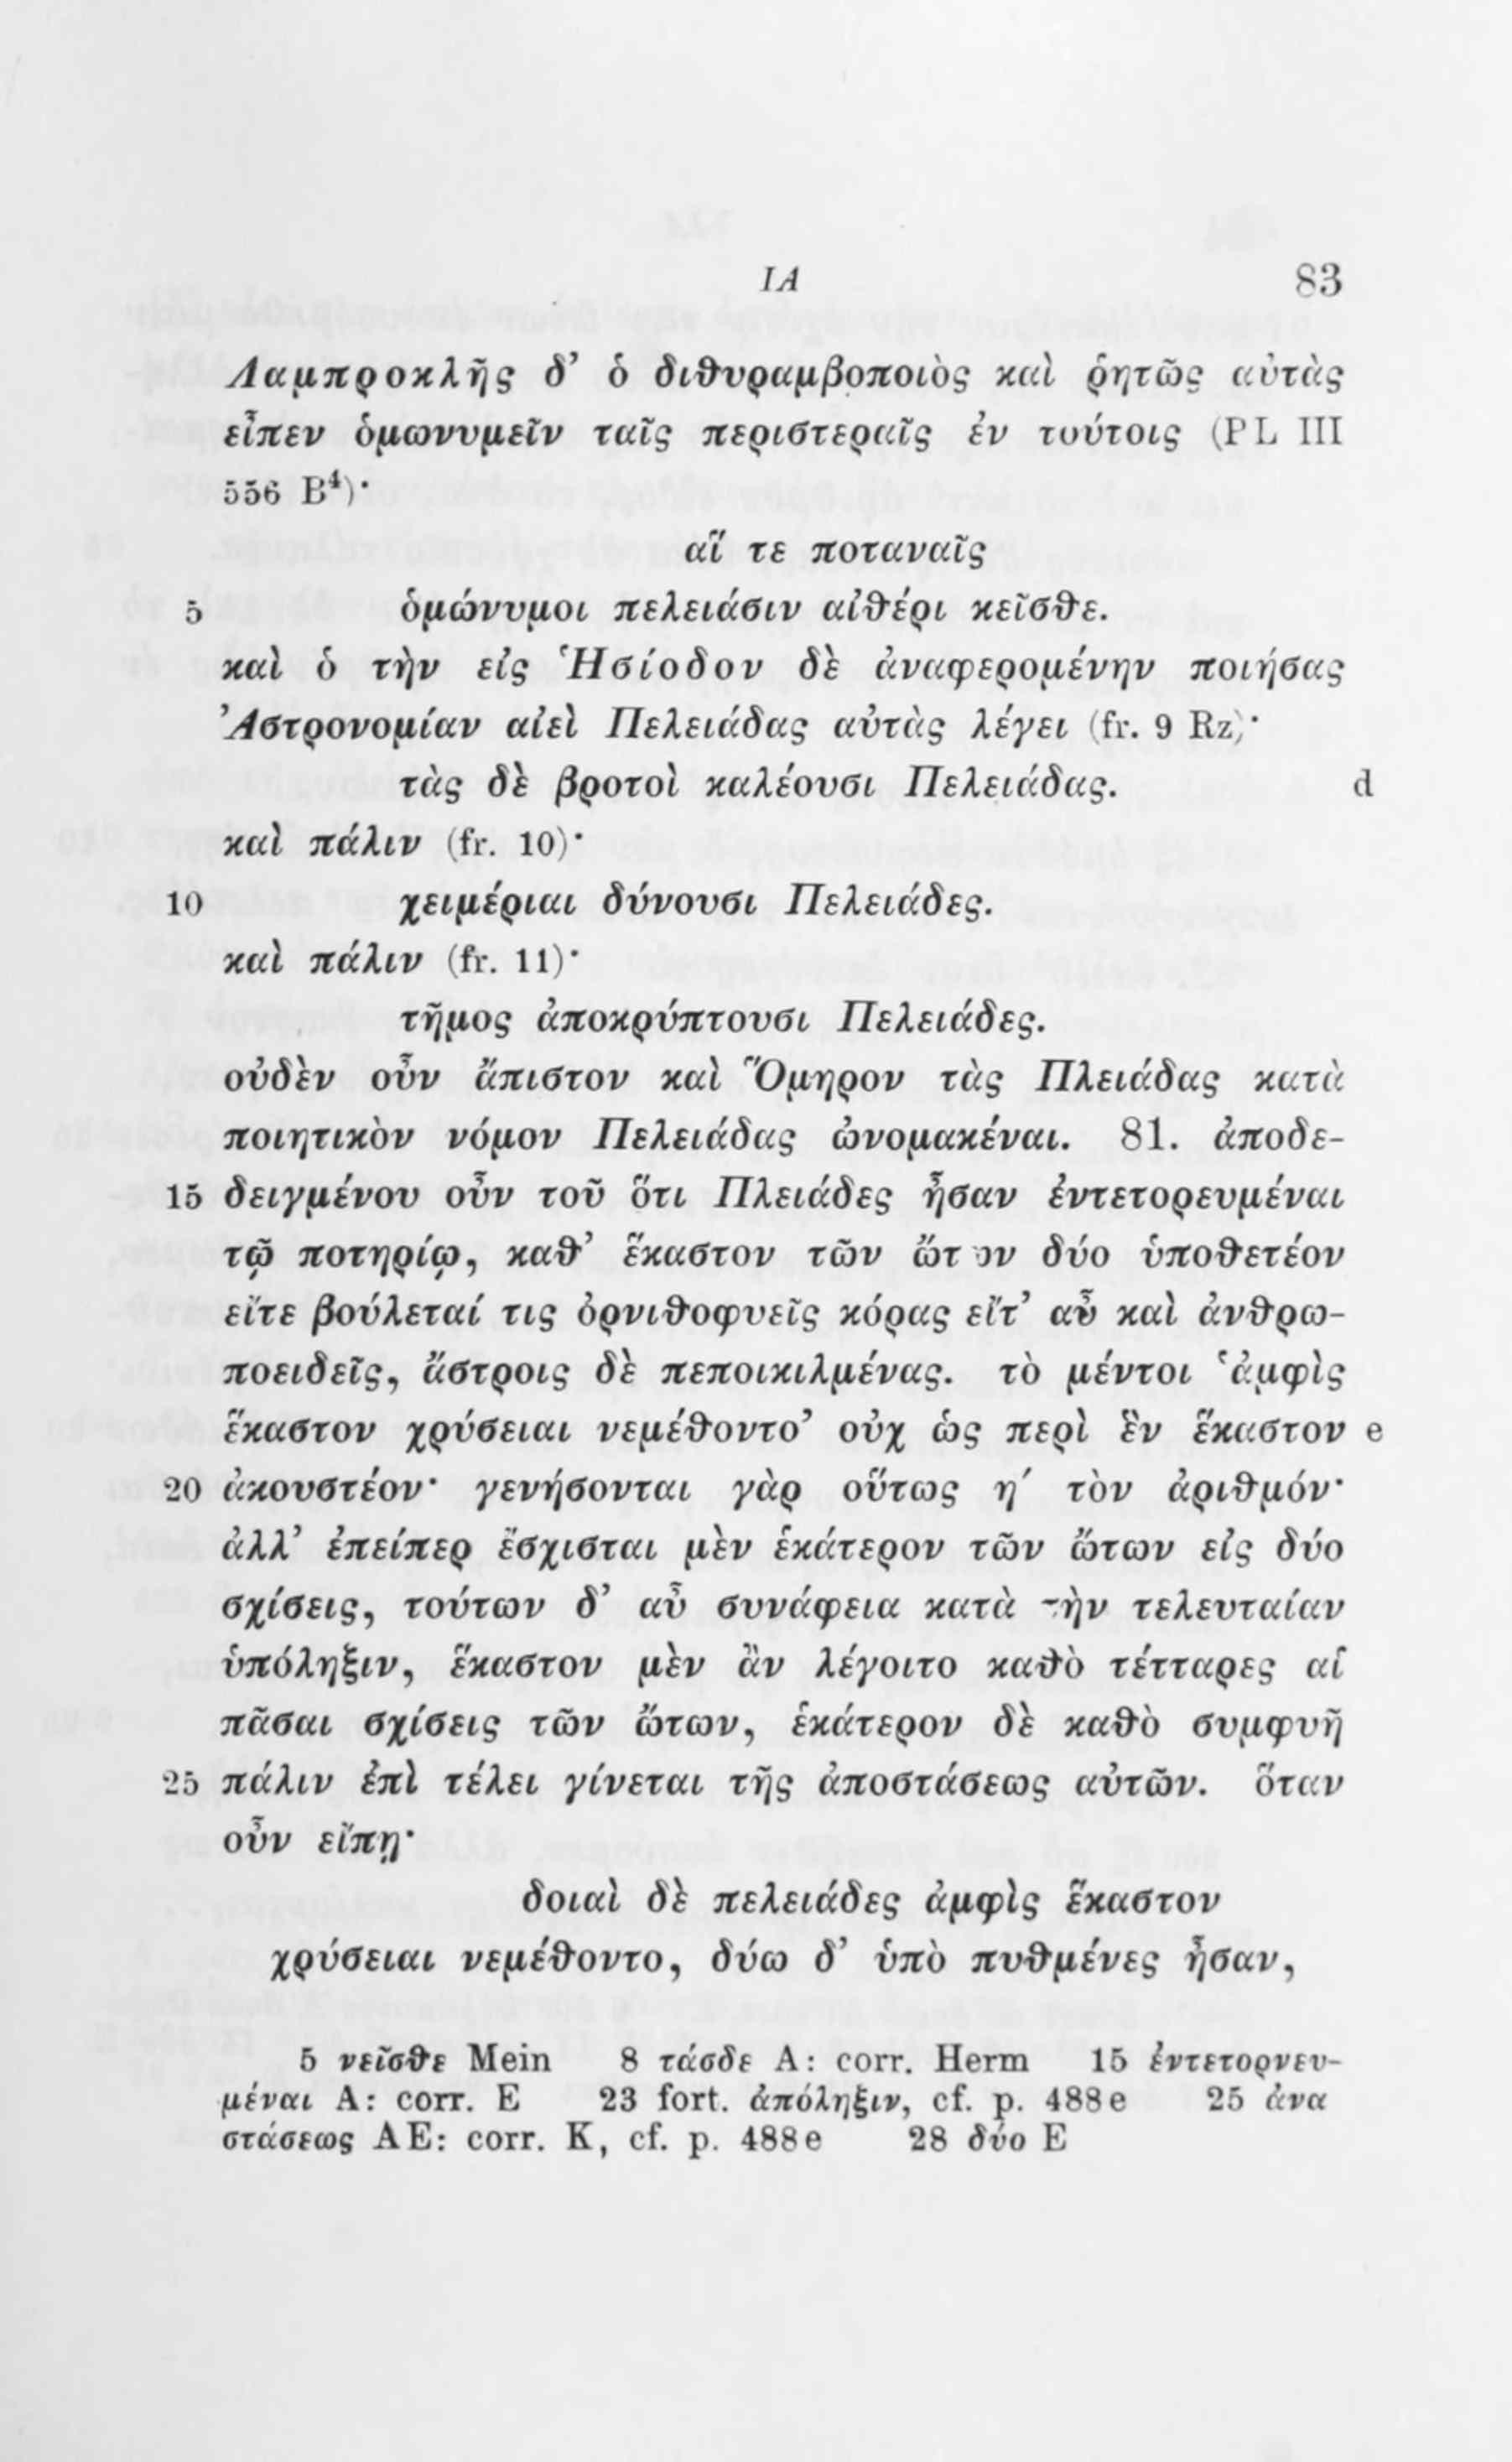 ΙΑ 83
Λαμπροκλῆς δ’ ὁ διθυραμβοποιὸς καὶ ῥητῶς αὐτὰς
εἶπεν ὁμωνυμεῖν ταῖς περιστεραῖς ἐν τούτοις (PL III
556 B⁴)·
αἵ τε ποταναῖς
5 ὁμώνυμοι πελειάσιν αἰθέρι κεῖσθε.
καὶ ὁ τὴν εἰς Ἡσίοδον δὲ ἀναφερομένην ποιήσας
Ἀστρονομίαν αἰεὶ Πελειάδας αὐτὰς λέγει (fr. 9 Rz)·
τὰς δὲ βροτοὶ καλέουσι Πελειάδας. d
καὶ πάλιν (fr. 10)·
10 χειμέριαι δύνουσι Πελειάδες.
καὶ πάλιν (fr. 11)·
τῆμος ἀποκρύπτουσι Πελειάδες.
οὐδὲν οὖν ἄπιστον καὶ Ὅμηρον τὰς Πλειάδας κατὰ
ποιητικὸν νόμον Πελειάδας ὠνομακέναι. 81. ἀποδε-
15 δειγμένου οὖν τοῦ ὅτι Πλειάδες ἦσαν ἐντετορευμέναι
τῷ ποτηρίῳ, καθ’ ἕκαστον τῶν ὤτων δύο ὑποθετέον
εἴτε βούλεταί τις ὀρνιθοφυεῖς κόρας εἴτ’ αὖ καὶ ἀνθρω-
ποειδεῖς, ἄστροις δὲ πεποικιλμένας. τὸ μέντοι ‘ἀμφὶς
ἕκαστον χρύσειαι νεμέθοντο’ οὐχ ὡς περὶ ἓν ἕκαστον e
20 ἀκουστέον· γενήσονται γὰρ οὕτως η′ τὸν ἀριθμόν·
ἀλλ’ ἐπείπερ ἔσχισται μὲν ἑκάτερον τῶν ὤτων εἰς δύο
σχίσεις, τούτων δ’ αὖ συνάφεια κατὰ τὴν τελευταίαν
ὑπόληξιν, ἕκαστον μὲν ἂν λέγοιτο καθὸ τέτταρες αἱ
πᾶσαι σχίσεις τῶν ὤτων, ἑκάτερον δὲ καθὸ συμφυῆ
25 πάλιν ἐπὶ τέλει γίνεται τῆς ἀποστάσεως αὐτῶν. ὅταν
οὖν εἴπῃ·
δοιαὶ δὲ πελειάδες ἀμφὶς ἕκαστον
χρύσειαι νεμέθοντο, δύω δ’ ὑπὸ πυθμένες ἦσαν,
5 νεῖσθε Mein 8 τάσδε A: corr. Herm 15 ἐντετορνευ-
μέναι A: corr. E 23 fort. ἀπόληξιν, cf. p. 488e 25 ἀνα
στάσεως AE: corr. K, cf. p. 488e 28 δύο E